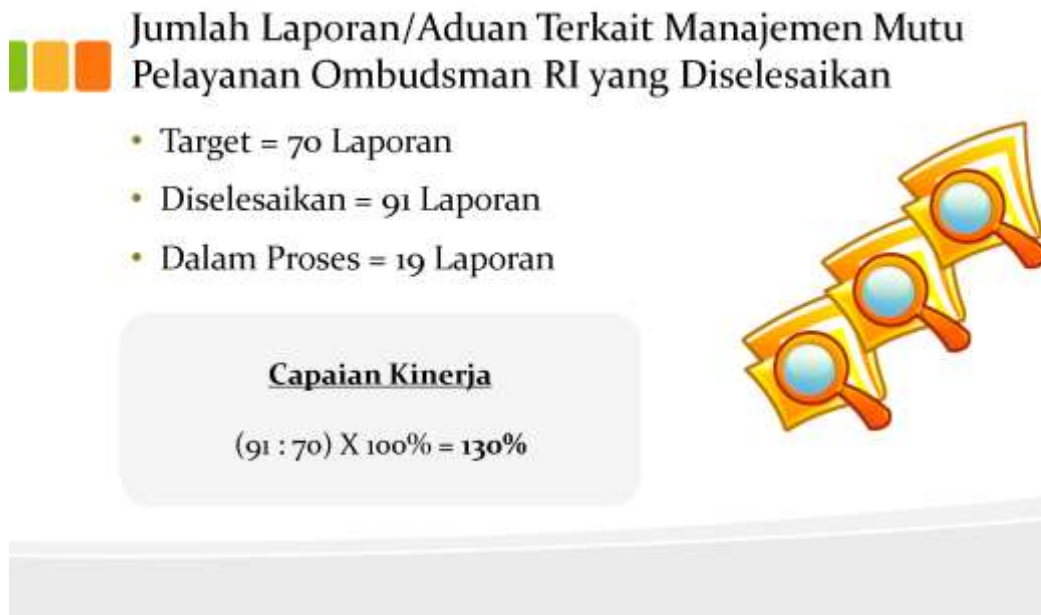 Jumlah Laporan/Aduan Terkait Manajemen Mutu
Pelayanan Ombudsman RI yang Diselesaikan
• Target = 70 Laporan
• Diselesaikan = 91 Laporan
• Dalam Proses = 19 Laporan
Capaian Kinerja
(91 : 70) X 100% = 130%